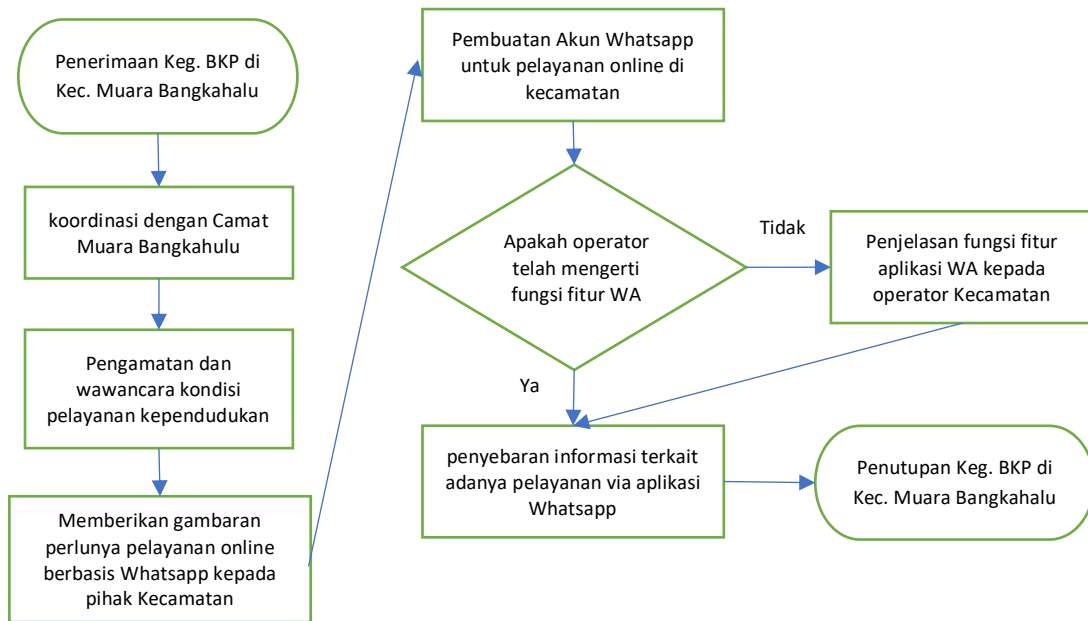 Penerimaan Keg. BKP di
Kec. Muara Bangkahalu
koordinasi dengan Camat
Muara Bangkahulu
Pengamatan dan
wawancara kondisi
pelayanan kependudukan
Memberikan gambaran
perlunya pelayanan online
berbasis Whatsapp kepada
pihak Kecamatan
Pembuatan Akun Whatsapp
untuk pelayanan online di
kecamatan
Apakah operator
telah mengerti
fungsi fitur WA
Tidak
Penjelasan fungsi fitur
aplikasi WA kepada
operator Kecamatan
Ya
penyebaran informasi terkait
adanya pelayanan via aplikasi
Whatsapp
Penutupan Keg. BKP di
Kec. Muara Bangkahalu